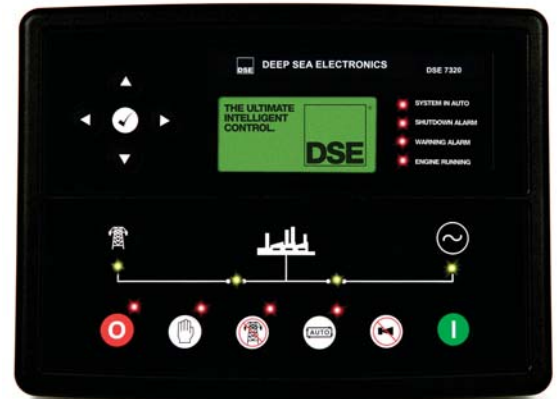 DSE
DEEP SEA ELECTRONICS
DSE 7320
THE ULTIMATE
INTELLIGENT
CONTROL.
DSE
SYSTEM IN AUTO
SHUTDOWN ALARM
WARNING ALARM
ENGINE RUNNING
O
AUTO
I